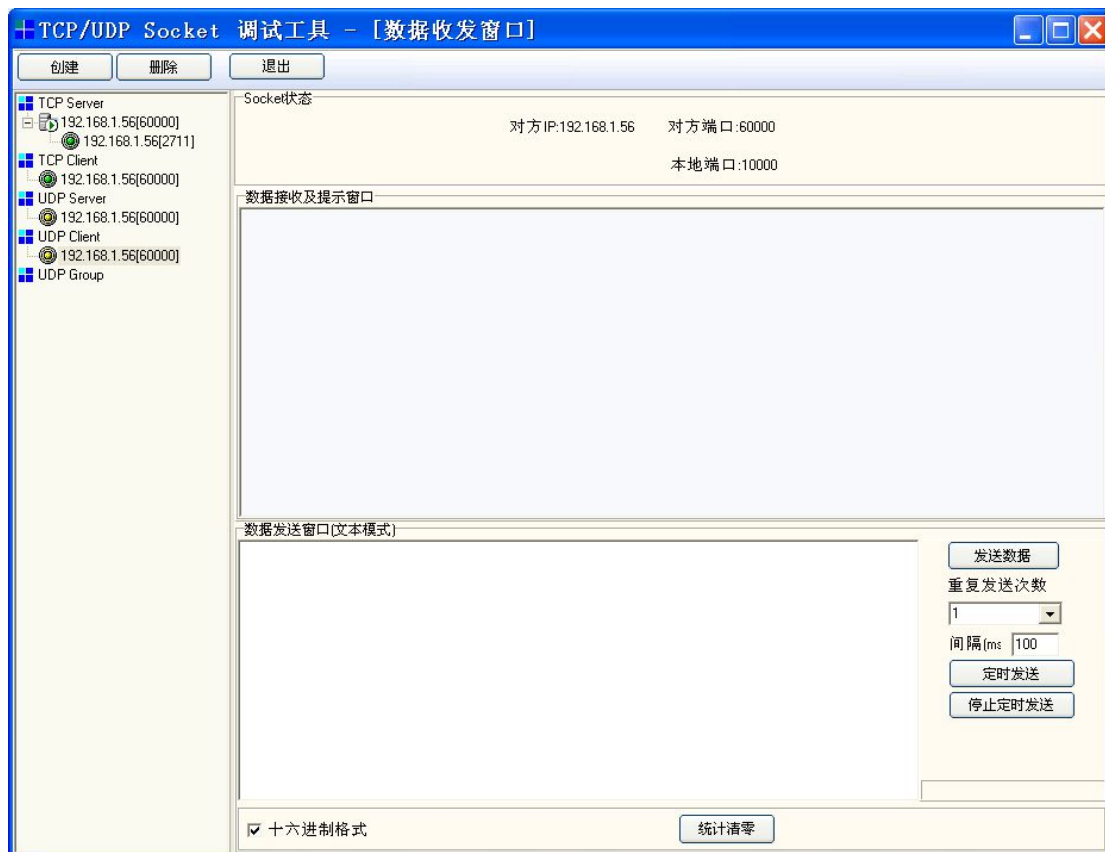 TCP/UDP Socket 调试工具 - [数据收发窗口]
创建 删除 退出
TCP Server
192.168.1.56[60000]
192.168.1.56[2711]
TCP Client
192.168.1.56[60000]
UDP Server
192.168.1.56[60000]
UDP Client
192.168.1.56[60000]
UDP Group
Socket状态
对方IP:192.168.1.56 对方端口:60000
本地端口:10000
数据接收及提示窗口
数据发送窗口(文本模式)
发送数据
重复发送次数
1
间隔(ms 100
定时发送
停止定时发送
十六进制格式 统计清零